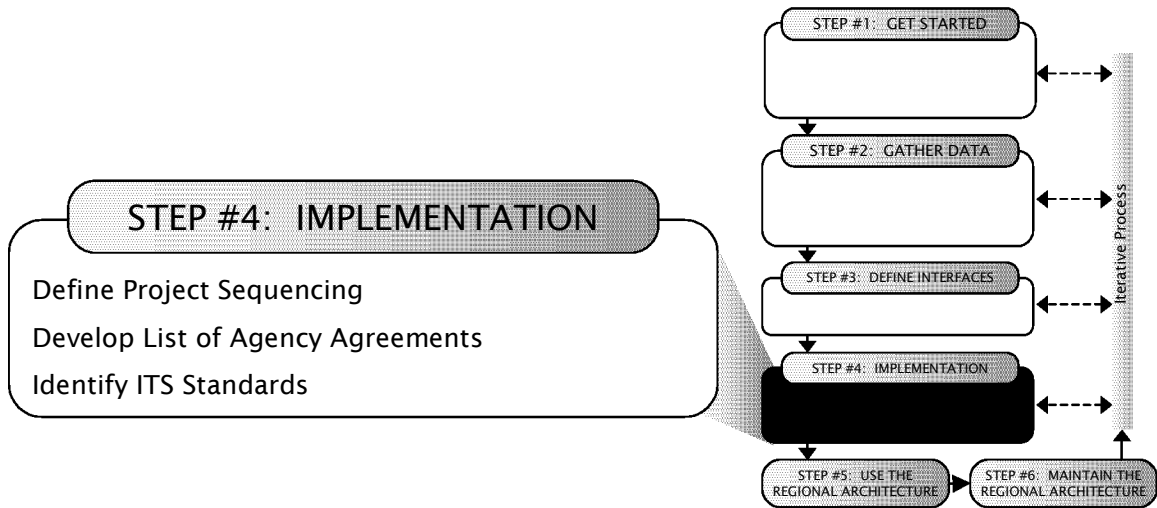 STEP #4:  IMPLEMENTATION
Define Project Sequencing
Develop List of Agency Agreements
Identify ITS Standards
STEP #1:  GET STARTED
STEP #2:  GATHER DATA
STEP #3:  DEFINE INTERFACES
STEP #4:  IMPLEMENTATION
STEP #5:  USE THE
REGIONAL ARCHITECTURE
STEP #6:  MAINTAIN THE
REGIONAL ARCHITECTURE
Iterative Process